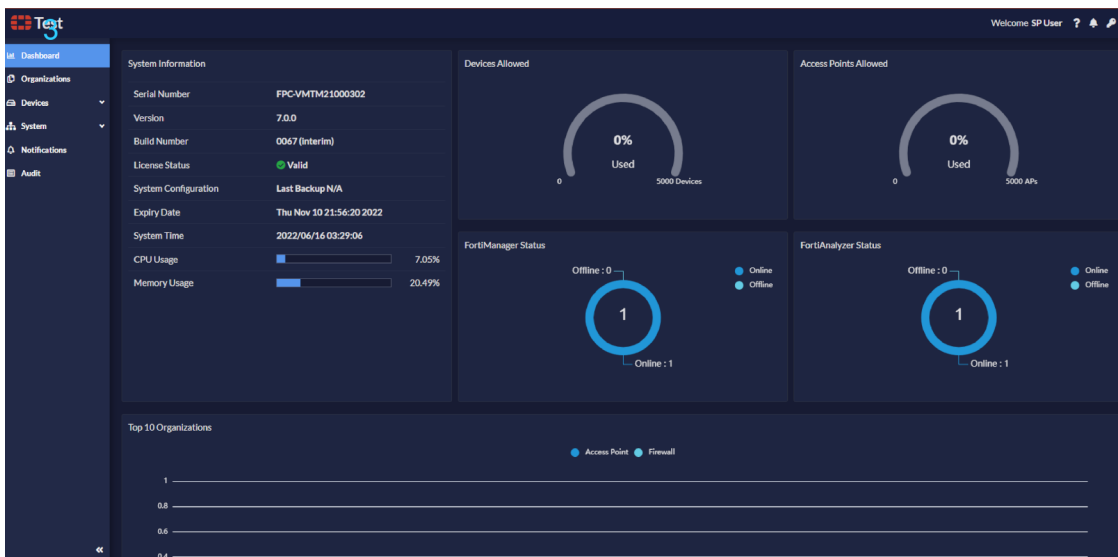 Test
3
Welcome SP User ?
Dashboard
Organizations
Devices
System
Notifications
Audit
«
System Information
Serial Number FPC-VMTM21000302
Version 7.0.0
Build Number 0067 (interim)
License Status Valid
System Configuration Last Backup N/A
Expiry Date Thu Nov 10 21:56:20 2022
System Time 2022/06/16 03:29:06
CPU Usage 7.05%
Memory Usage 20.49%
Devices Allowed
0%
Used
0 5000 Devices
Access Points Allowed
0%
Used
0 5000 APs
FortiManager Status
Offline : 0
Online
Offline
1
Online : 1
FortiAnalyzer Status
Offline : 0
Online
Offline
1
Online : 1
Top 10 Organizations
Access Point Firewall
1
0.8
0.6
0.4